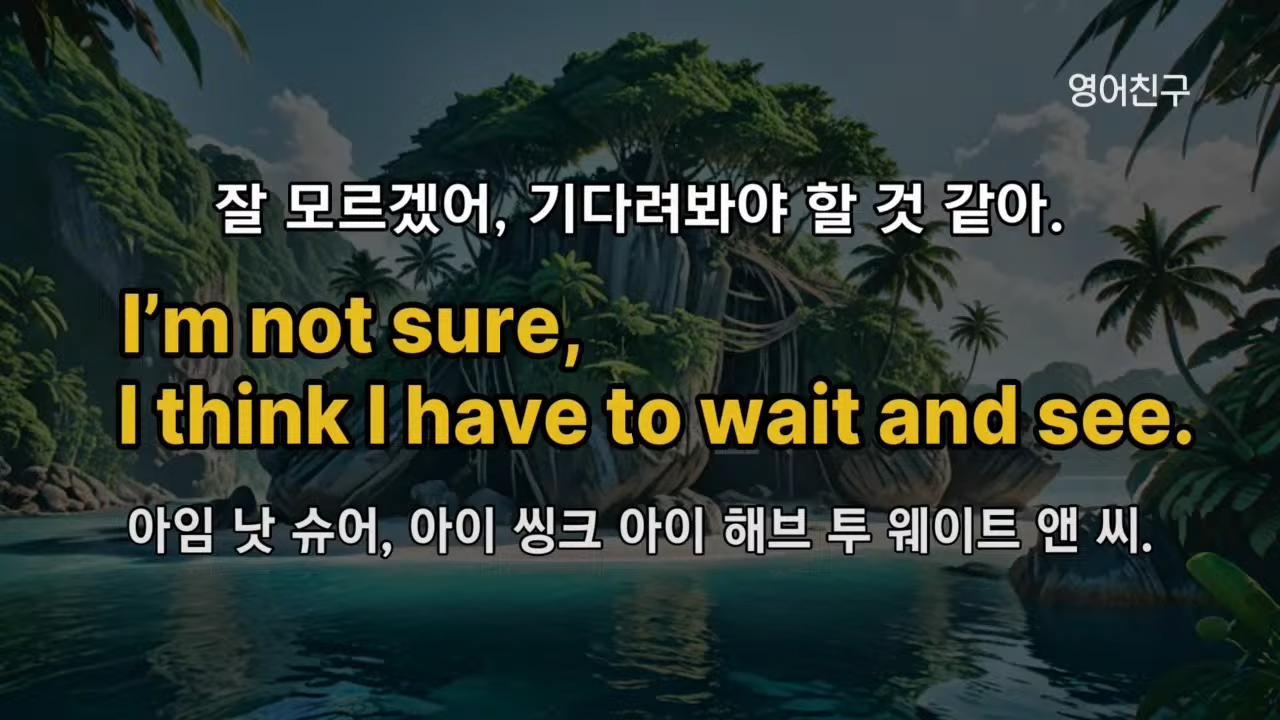 영어친구
잘 모르겠어, 기다려봐야 할 것 같아.
I’m not sure,
I think I have to wait and see.
아임 낫 슈어, 아이 씽크 아이 해브 투 웨이트 앤 씨.